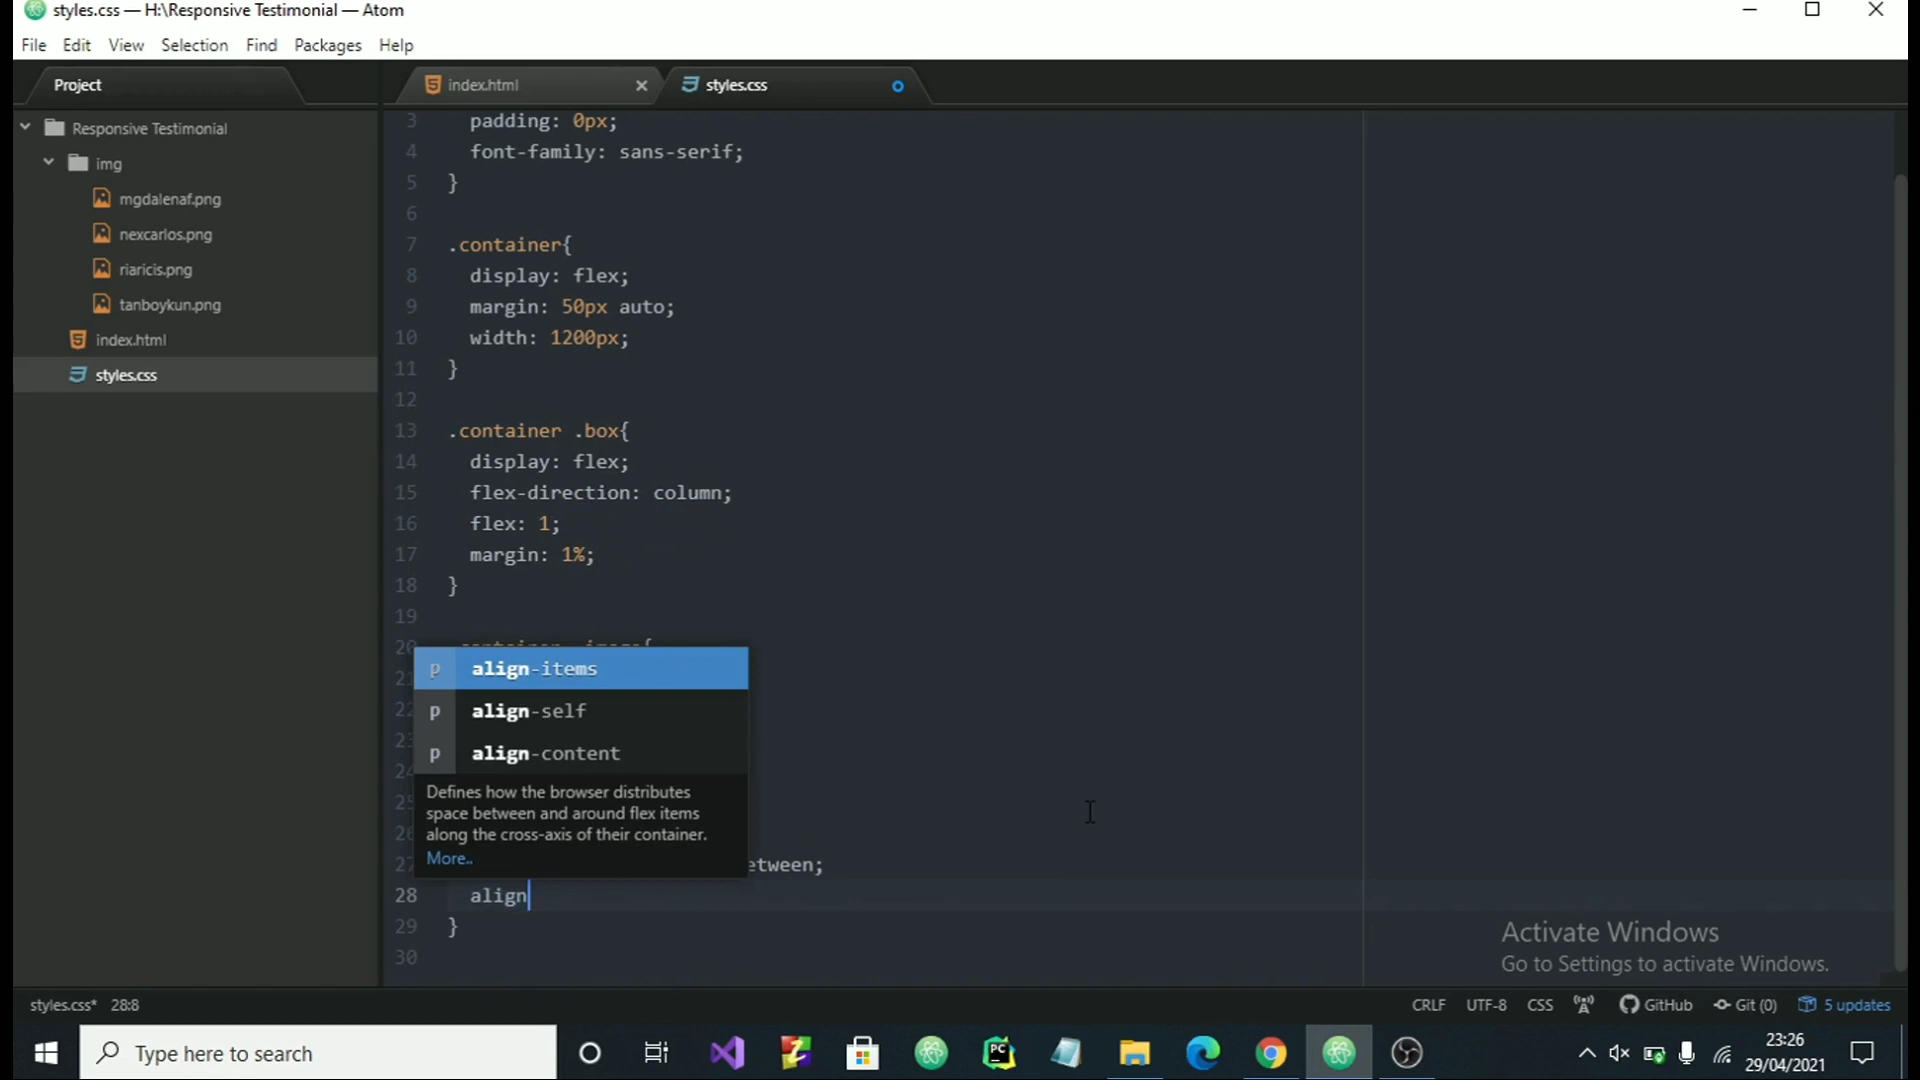 styles.css — H:\Responsive Testimonial — Atom
File Edit View Selection Find Packages Help
Project
index.html
styles.css
Responsive Testimonial
img
mgdalenaf.png
nexcarlos.png
riaricis.png
tanboykun.png
index.html
styles.css
3 padding: 0px;
4 font-family: sans-serif;
5 }
6
7 .container{
8 display: flex;
9 margin: 50px auto;
10 width: 1200px;
11 }
12
13 .container .box{
14 display: flex;
15 flex-direction: column;
16 flex: 1;
17 margin: 1%;
18 }
19
p align-items
p align-self
p align-content
Defines how the browser distributes
space between and around flex items
along the cross-axis of their container.
More..
etween;
28 align
29 }
30
Activate Windows
Go to Settings to activate Windows.
styles.css* 28:8
CRLF UTF-8 CSS GitHub Git (0) 5 updates
Type here to search
PC
23:26
29/04/2021